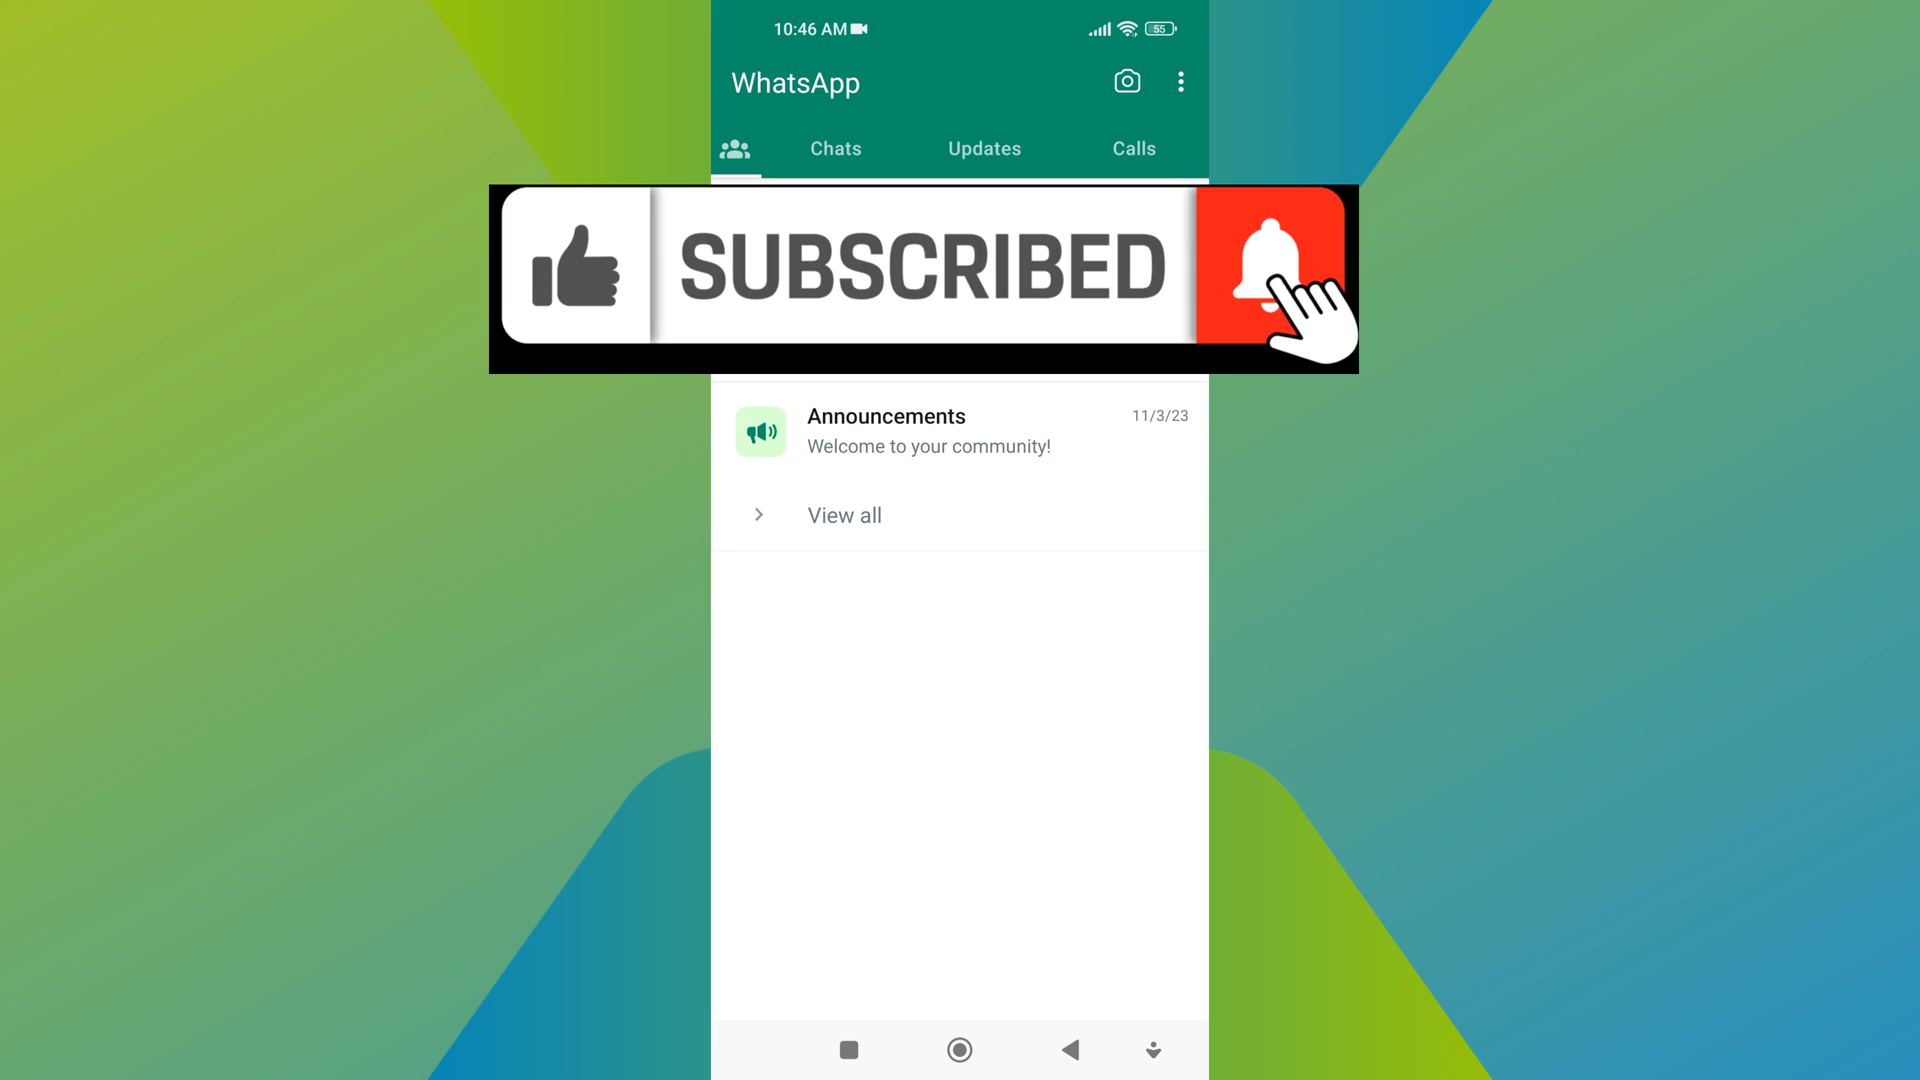 10:46 AM
55
WhatsApp
Chats
Updates
Calls
SUBSCRIBED
Announcements
11/3/23
Welcome to your community!
View all